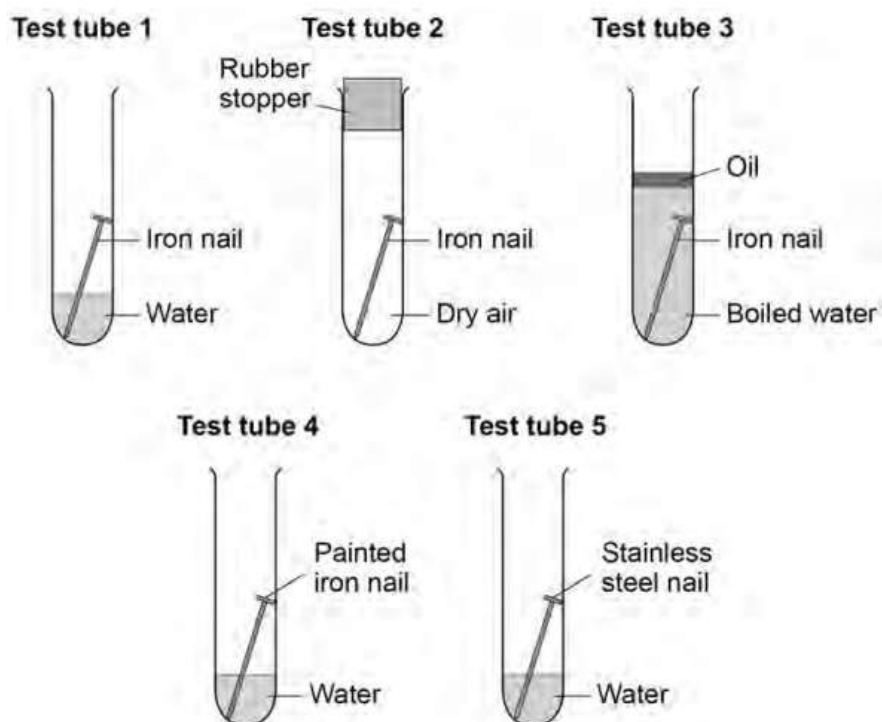 Test tube 1
Test tube 2
Test tube 3
Rubber
stopper
Oil
Iron nail
Iron nail
Iron nail
Water
Dry air
Boiled water
Test tube 4
Test tube 5
Painted
iron nail
Stainless
steel nail
Water
Water